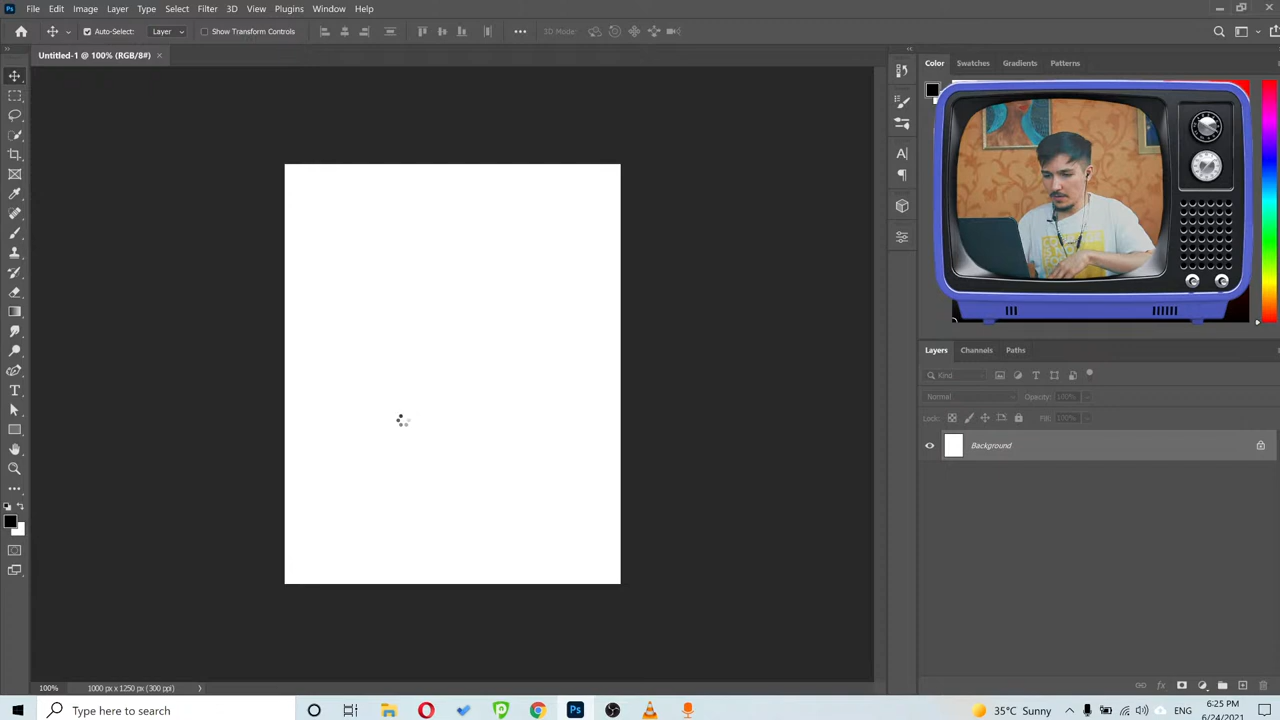 Ps File Edit Image Layer Type Select Filter 3D View Plugins Window Help
Auto-Select: Layer Show Transform Controls 3D Mode:
Untitled-1 @ 100% (RGB/8#)
Color Swatches Gradients Patterns
Layers Channels Paths
Kind
Normal Opacity: 100%
Lock: Fill: 100%
Background
100% 1000 px x 1250 px (300 ppi)
Type here to search Ps 35°C Sunny ENG 6:25 PM
6/24/2021